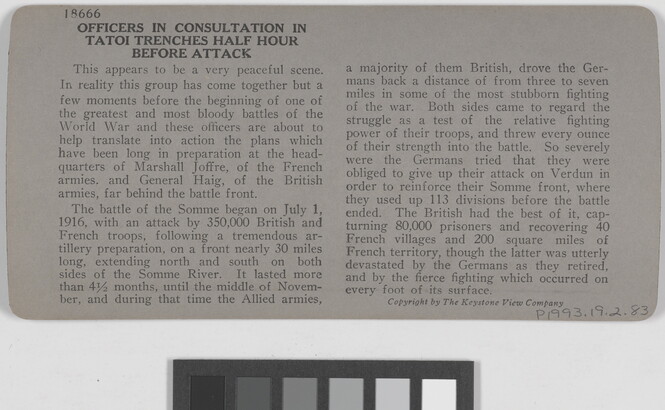 18666
OFFICERS IN CONSULTATION IN
TATOI TRENCHES HALF HOUR
BEFORE ATTACK
This appears to be a very peaceful scene.
In reality this group has come together but a
few moments before the beginning of one of
the greatest and most bloody battles of the
World War and these officers are about to
help translate into action the plans which
have been long in preparation at the head-
quarters of Marshall Joffre, of the French
armies, and General Haig, of the British
armies, far behind the battle front.
The battle of the Somme began on July 1,
1916, with an attack by 350,000 British and
French troops, following a tremendous ar-
tillery preparation, on a front nearly 30 miles
long, extending north and south on both
sides of the Somme River. It lasted more
than 4½ months, until the middle of Novem-
ber, and during that time the Allied armies,
a majority of them British, drove the Ger-
mans back a distance of from three to seven
miles in some of the most stubborn fighting
of the war. Both sides came to regard the
struggle as a test of the relative fighting
power of their troops, and threw every ounce
of their strength into the battle. So severely
were the Germans tried that they were
obliged to give up their attack on Verdun in
order to reinforce their Somme front, where
they used up 113 divisions before the battle
ended. The British had the best of it, cap-
turning 80,000 prisoners and recovering 40
French villages and 200 square miles of
French territory, though the latter was utterly
devastated by the Germans as they retired,
and by the fierce fighting which occurred on
every foot of its surface.
Copyright by The Keystone View Company
P1993.19.2.83